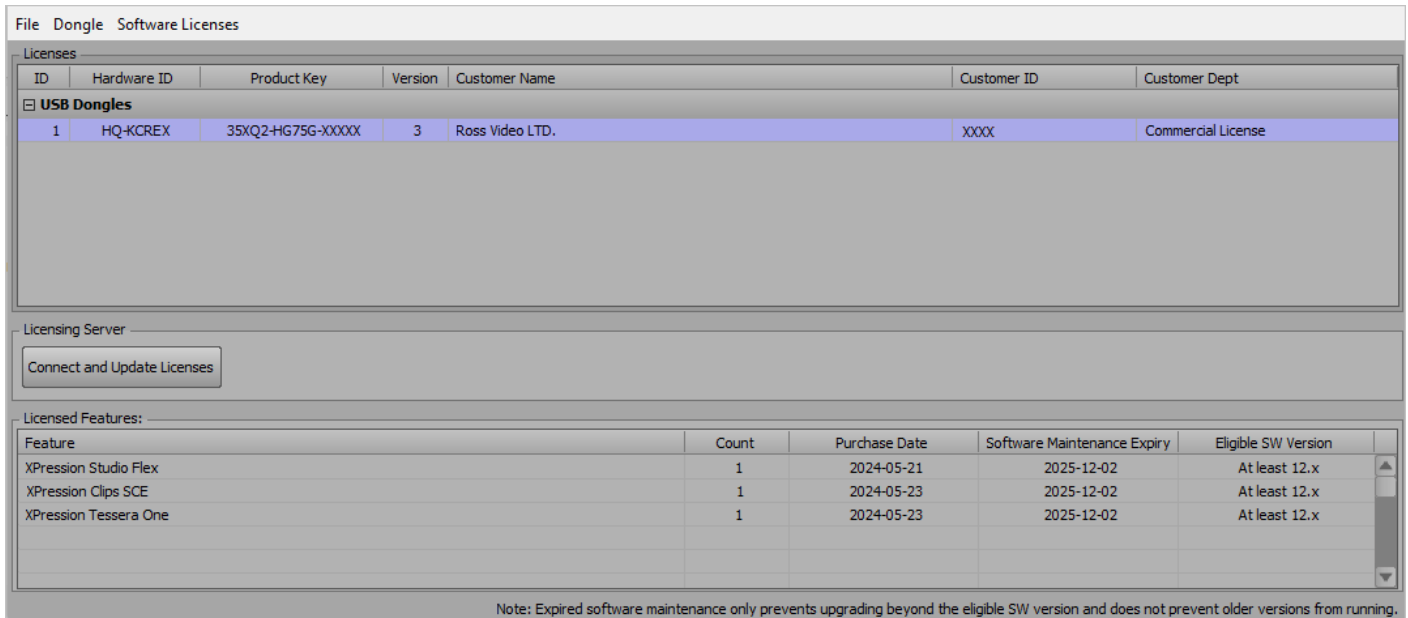 File Dongle Software Licenses
Licenses
ID Hardware ID Product Key Version Customer Name Customer ID Customer Dept
USB Dongles
1 HQ-KCREX 35XQ2-HG75G-XXXXX 3 Ross Video LTD. XXXX Commercial License
Licensing Server
Connect and Update Licenses
Licensed Features:
Feature Count Purchase Date Software Maintenance Expiry Eligible SW Version
XPression Studio Flex 1 2024-05-21 2025-12-02 At least 12.x
XPression Clips SCE 1 2024-05-23 2025-12-02 At least 12.x
XPression Tessera One 1 2024-05-23 2025-12-02 At least 12.x
Note: Expired software maintenance only prevents upgrading beyond the eligible SW version and does not prevent older versions from running.